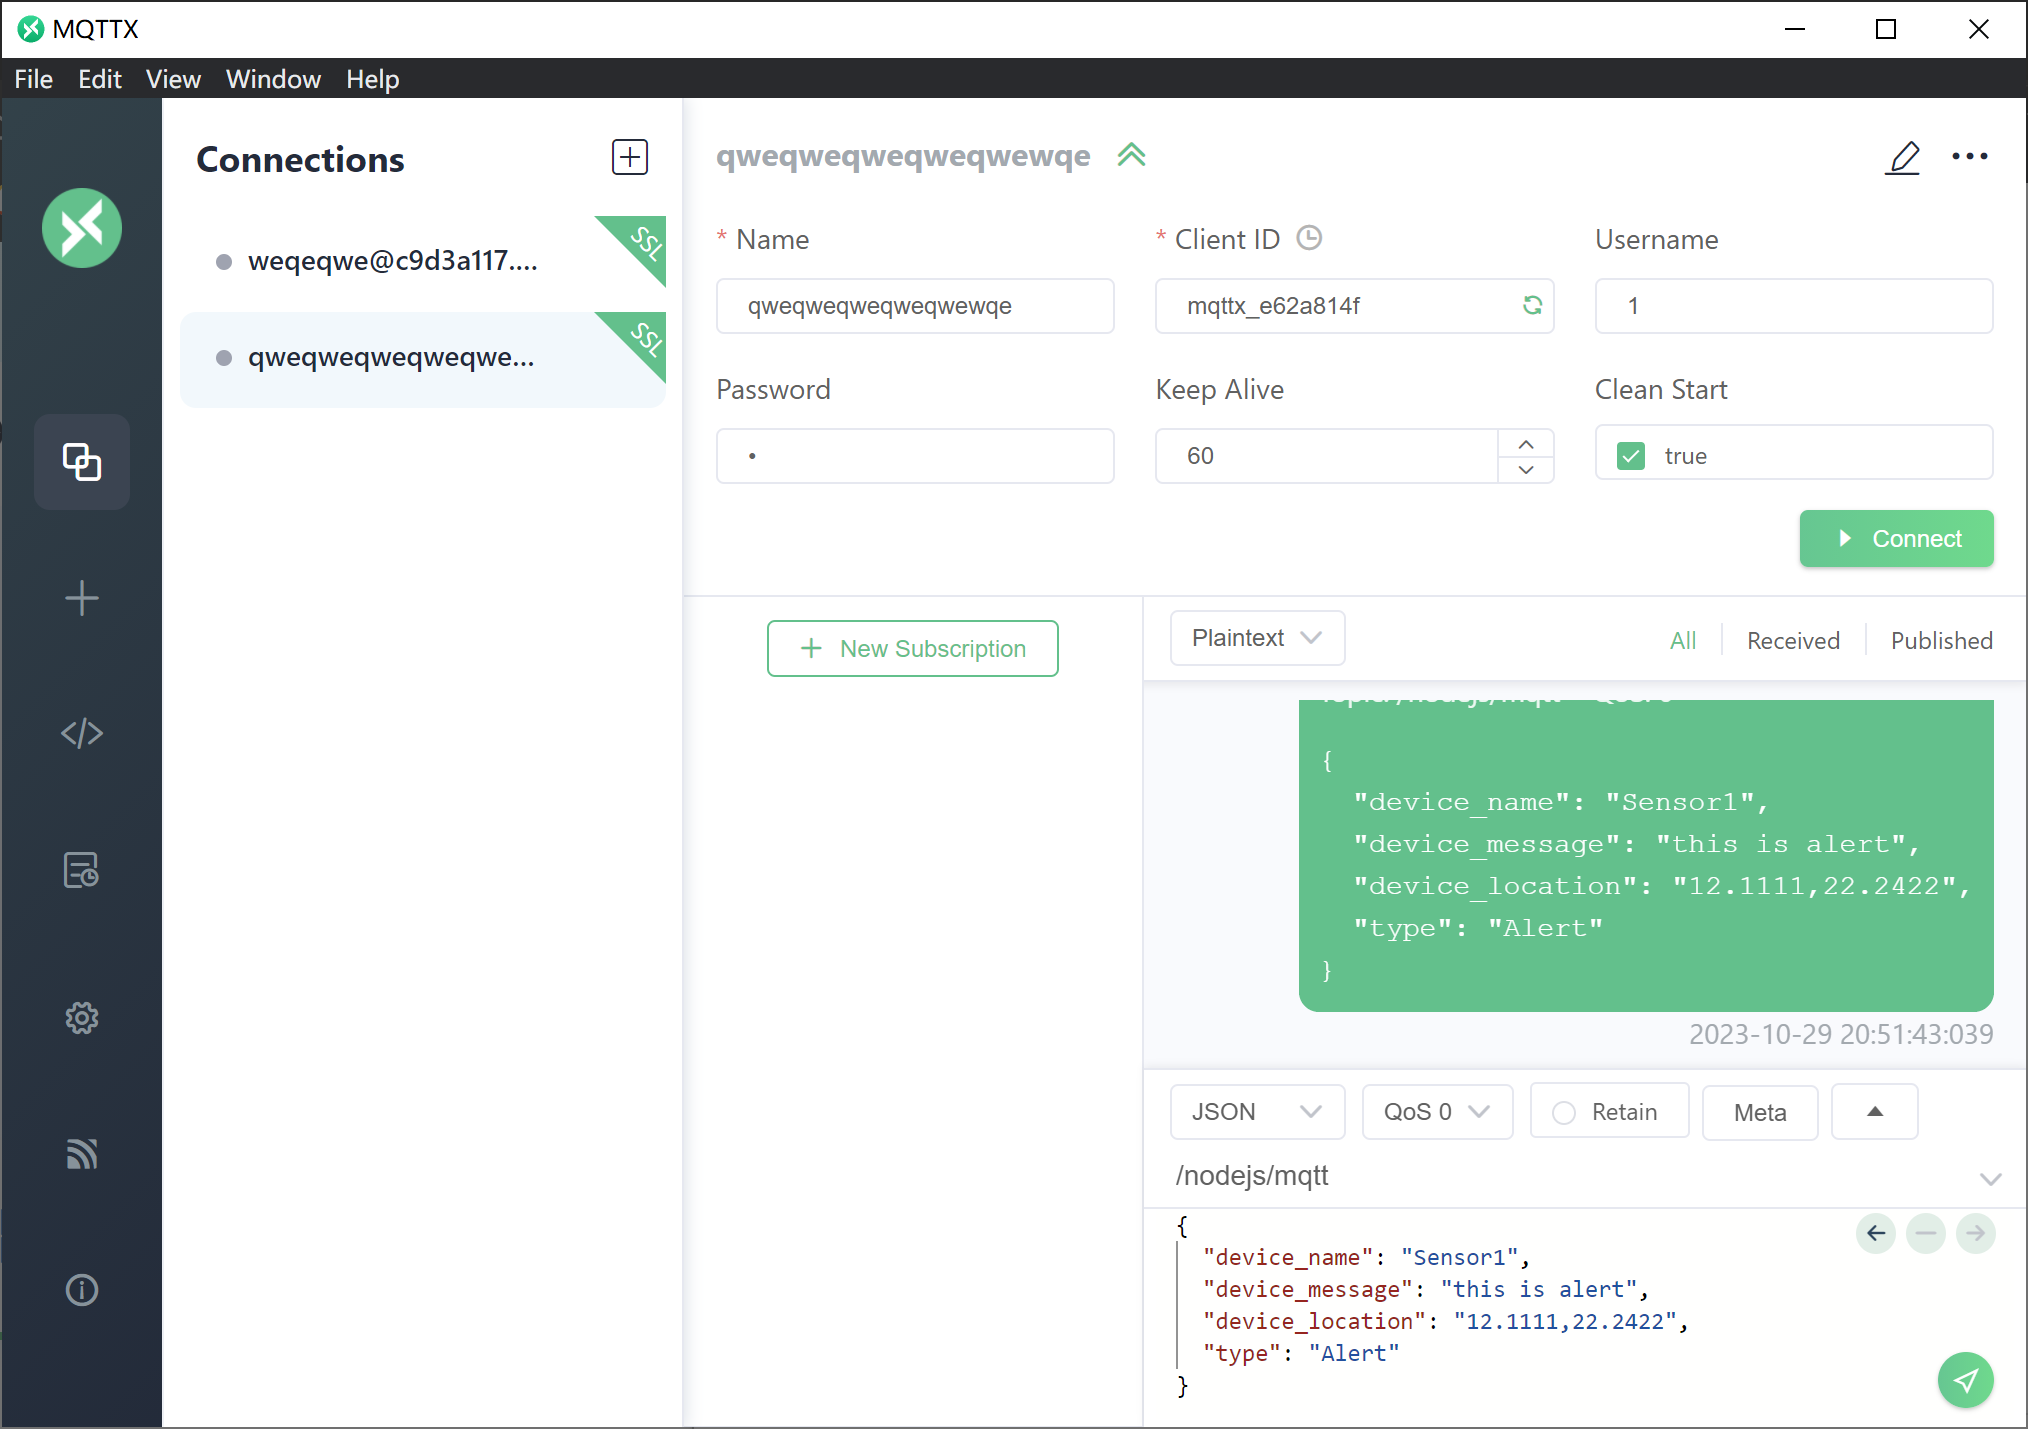 MQTTX
File Edit View Window Help
Connections
weqeqwe@c9d3a117....
SSL
qweqweqweqweqwe...
SSL
qweqweqweqweqwewqe
* Name
qweqweqweqweqwewqe
* Client ID
mqttx_e62a814f
Username
1
Password
•
Keep Alive
60
Clean Start
true
Connect
New Subscription
Plaintext
All
Received
Published
{
"device_name": "Sensor1",
"device_message": "this is alert",
"device_location": "12.1111,22.2422",
"type": "Alert"
}
2023-10-29 20:51:43:039
JSON
QoS 0
Retain
Meta
/nodejs/mqtt
{
"device_name": "Sensor1",
"device_message": "this is alert",
"device_location": "12.1111,22.2422",
"type": "Alert"
}